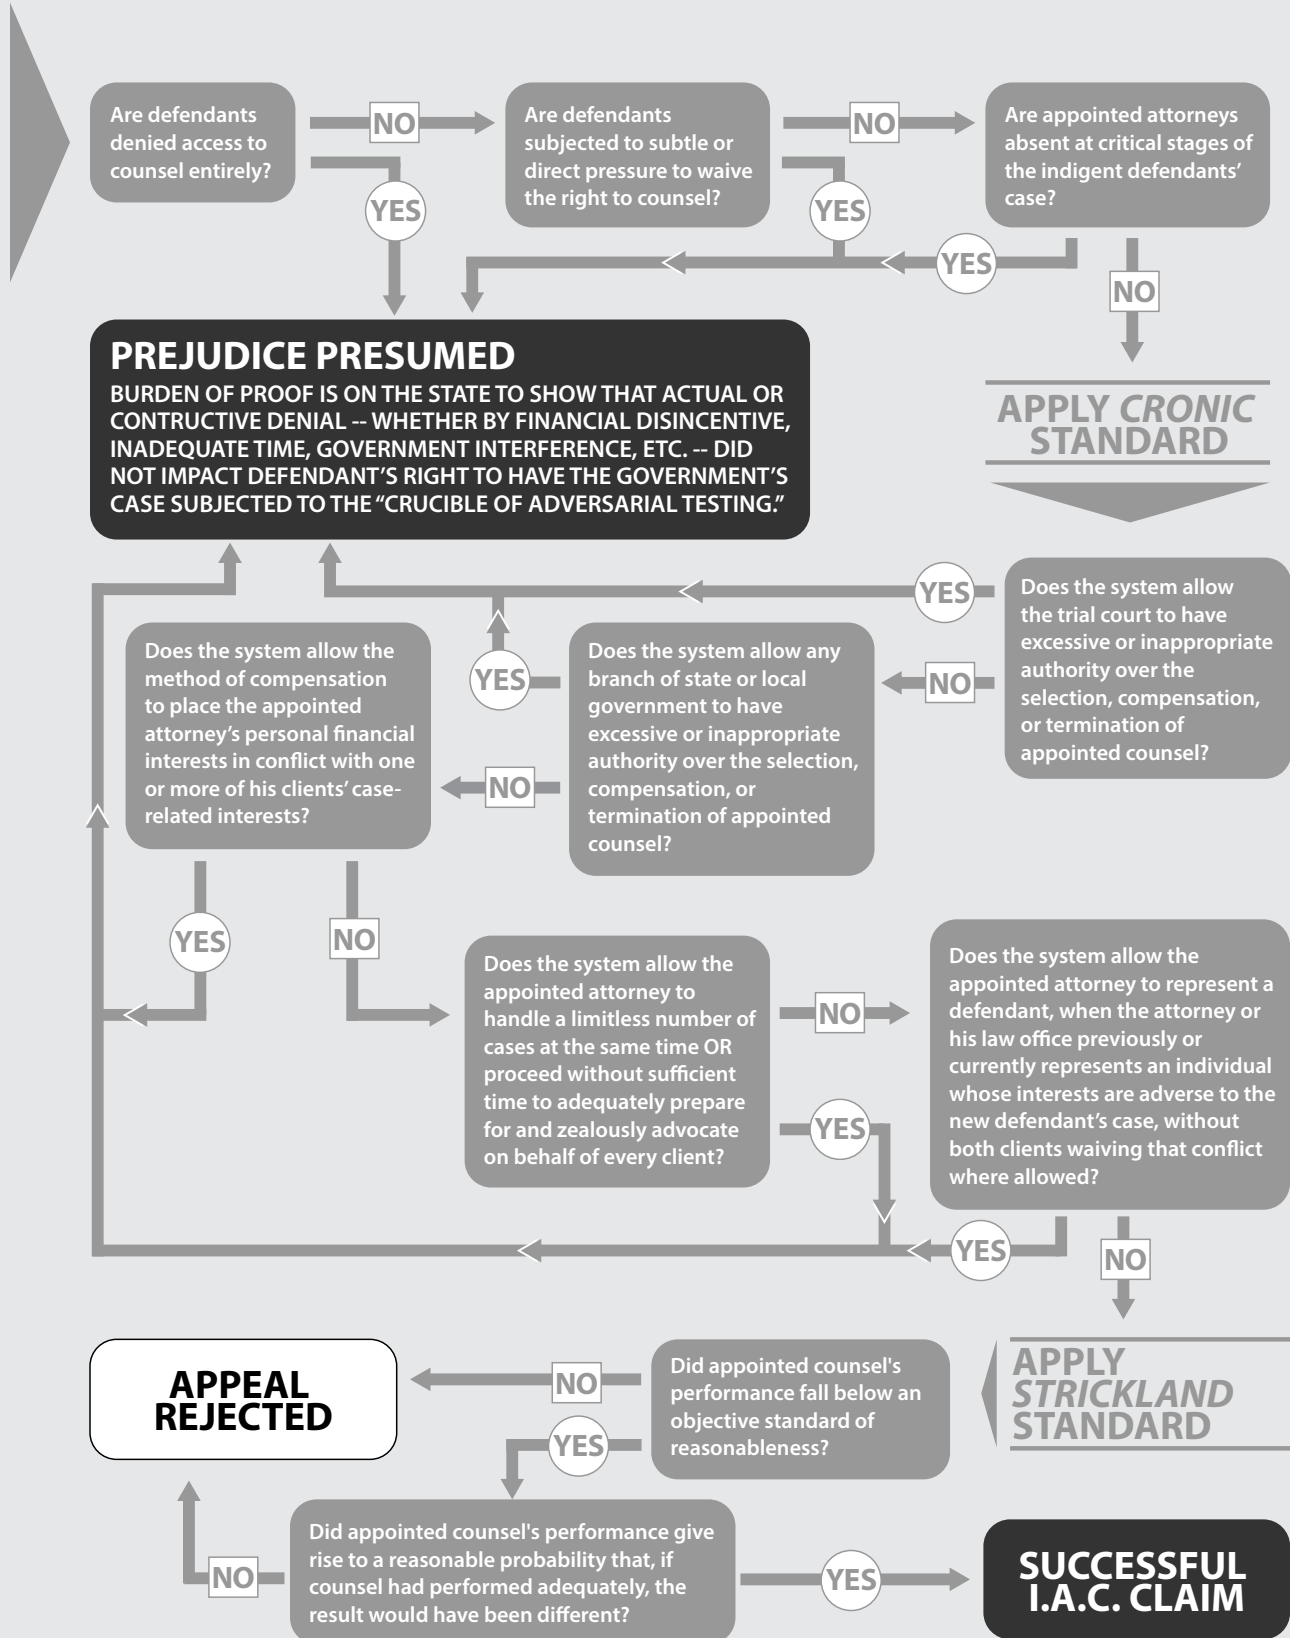 Are defendants
denied access to
counsel entirely?
NO
YES
Are defendants
subjected to subtle or
direct pressure to waive
the right to counsel?
NO
YES
Are appointed attorneys
absent at critical stages of
the indigent defendants’
case?
YES
NO
PREJUDICE PRESUMED
BURDEN OF PROOF IS ON THE STATE TO SHOW THAT ACTUAL OR
CONTRUCTIVE DENIAL -- WHETHER BY FINANCIAL DISINCENTIVE,
INADEQUATE TIME, GOVERNMENT INTERFERENCE, ETC. -- DID
NOT IMPACT DEFENDANT’S RIGHT TO HAVE THE GOVERNMENT’S
CASE SUBJECTED TO THE “CRUCIBLE OF ADVERSARIAL TESTING.”
APPLY CRONIC
STANDARD
Does the system allow
the trial court to have
excessive or inappropriate
authority over the
selection, compensation,
or termination of
appointed counsel?
YES
NO
Does the system allow any
branch of state or local
government to have
excessive or inappropriate
authority over the selection,
compensation, or
termination of appointed
counsel?
YES
NO
Does the system allow the
method of compensation
to place the appointed
attorney’s personal financial
interests in conflict with one
or more of his clients’ case-
related interests?
YES
NO
Does the system allow the
appointed attorney to
handle a limitless number of
cases at the same time OR
proceed without sufficient
time to adequately prepare
for and zealously advocate
on behalf of every client?
NO
YES
Does the system allow the
appointed attorney to represent a
defendant, when the attorney or
his law office previously or
currently represents an individual
whose interests are adverse to the
new defendant’s case, without
both clients waiving that conflict
where allowed?
YES
NO
APPLY
STRICKLAND
STANDARD
Did appointed counsel's
performance fall below an
objective standard of
reasonableness?
NO
YES
APPEAL
REJECTED
Did appointed counsel's performance give
rise to a reasonable probability that, if
counsel had performed adequately, the
result would have been different?
NO
YES
SUCCESSFUL
I.A.C. CLAIM